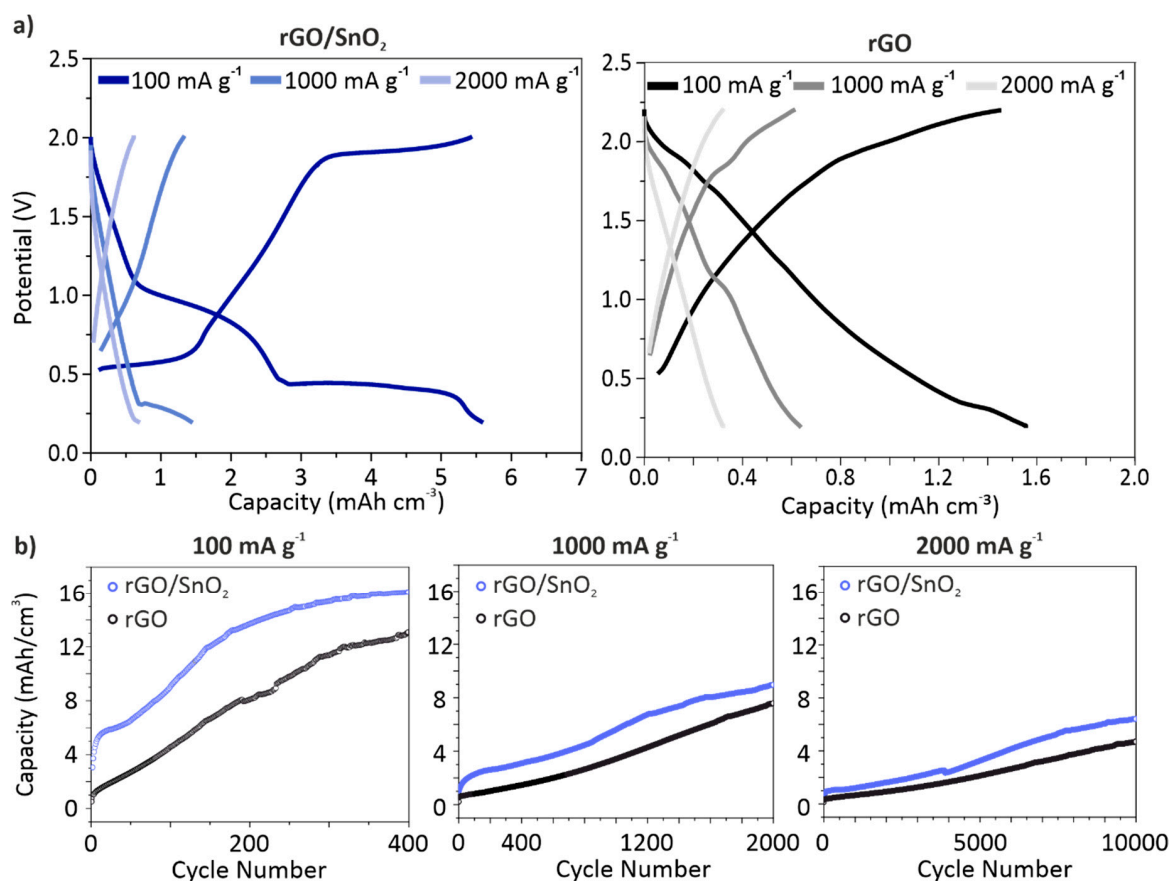 a)
rGO/SnO₂
100 mA g⁻¹ 1000 mA g⁻¹ 2000 mA g⁻¹
Potential (V)
2.5
2.0
1.5
1.0
0.5
0.0
0 1 2 3 4 5 6 7
Capacity (mAh cm⁻³)
rGO
100 mA g⁻¹ 1000 mA g⁻¹ 2000 mA g⁻¹
2.5
2.0
1.5
1.0
0.5
0.0
0.0 0.4 0.8 1.2 1.6 2.0
Capacity (mAh cm⁻³)
b)
100 mA g⁻¹
rGO/SnO₂
rGO
Capacity (mAh/cm³)
16
12
8
4
0
0 200 400
Cycle Number
1000 mA g⁻¹
rGO/SnO₂
rGO
16
12
8
4
0
0 400 1200 2000
Cycle Number
2000 mA g⁻¹
rGO/SnO₂
rGO
16
12
8
4
0
0 5000 10000
Cycle Number